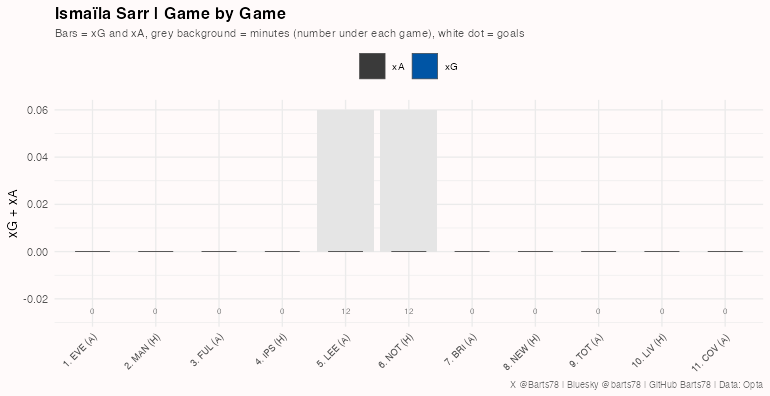 Ismaïla Sarr | Game by Game
Bars = xG and xA, grey background = minutes (number under each game), white dot = goals
xA xG
xG + xA
0.06
0.04
0.02
0.00
-0.02
0 0 0 0 12 12 0 0 0 0 0
1. EVE (A) 2. MAN (H) 3. FUL (A) 4. IPS (H) 5. LEE (A) 6. NOT (H) 7. BRI (A) 8. NEW (H) 9. TOT (A) 10. LIV (H) 11. COV (A)
X @Barts78 | Bluesky @barts78 | GitHub Barts78 | Data: Opta